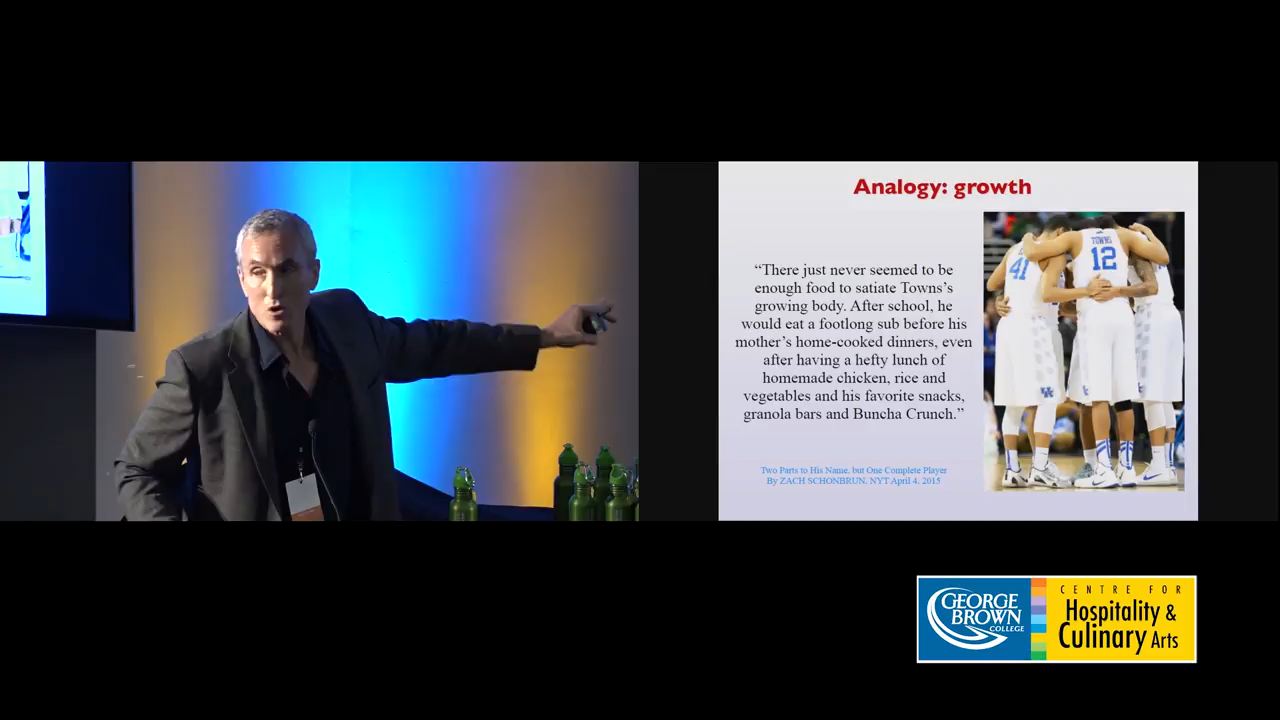 Analogy: growth
“There just never seemed to be
enough food to satiate Towns’s
growing body. After school, he
would eat a footlong sub before his
mother’s home-cooked dinners, even
after having a hefty lunch of
homemade chicken, rice and
vegetables and his favorite snacks,
granola bars and Buncha Crunch.”
Two Parts to His Name, but One Complete Player
By ZACH SCHONBRUN, NYT April 4, 2015
41
TOWNS
12
UK
GEORGE
BROWN
COLLEGE
CENTRE FOR
Hospitality &
Culinary Arts